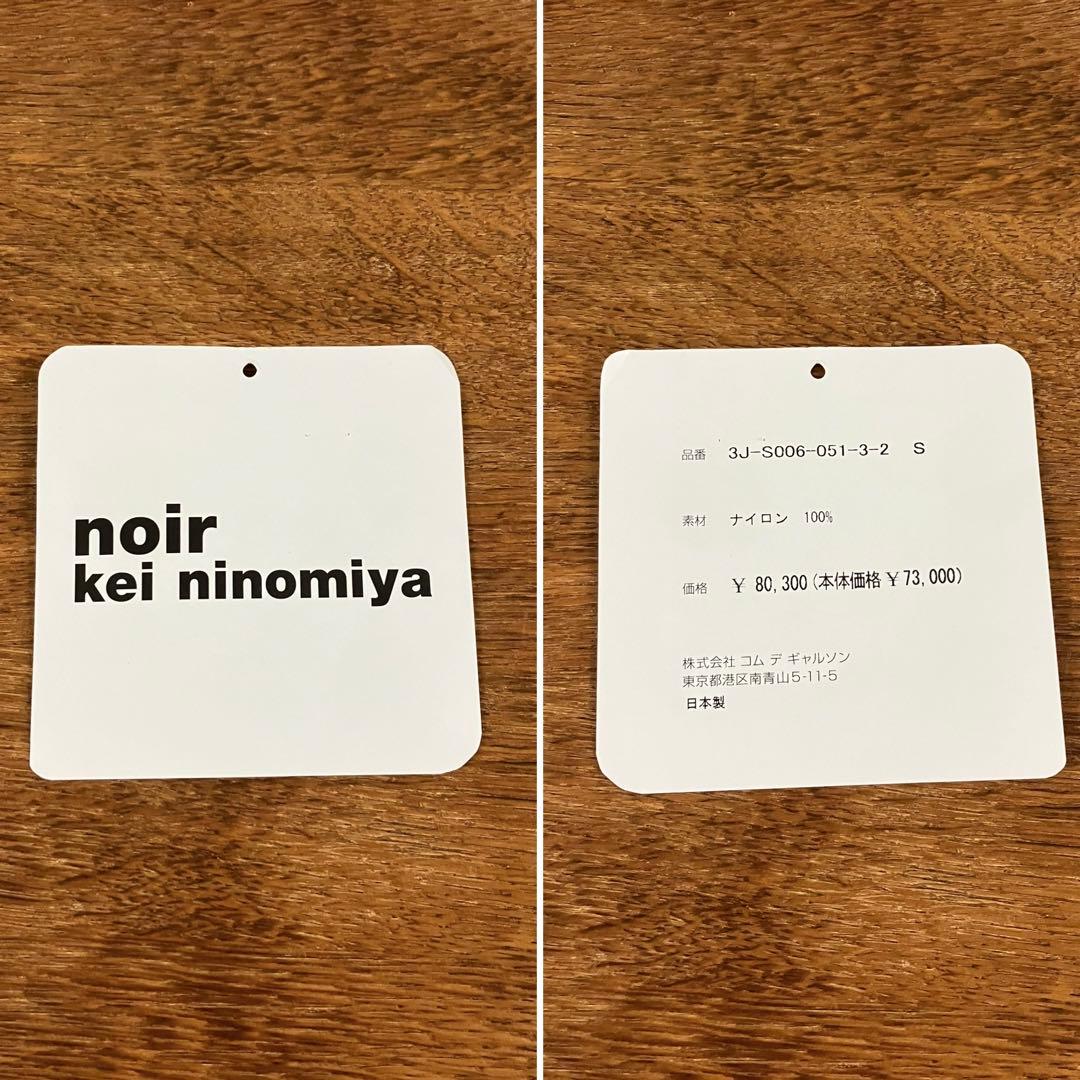 noir
kei ninomiya
品番 3J-S006-051-3-2 S
素材 ナイロン 100%
価格 ¥ 80,300(本体価格¥73,000)
株式会社 コム デ ギャルソン
東京都港区南青山5-11-5
日本製